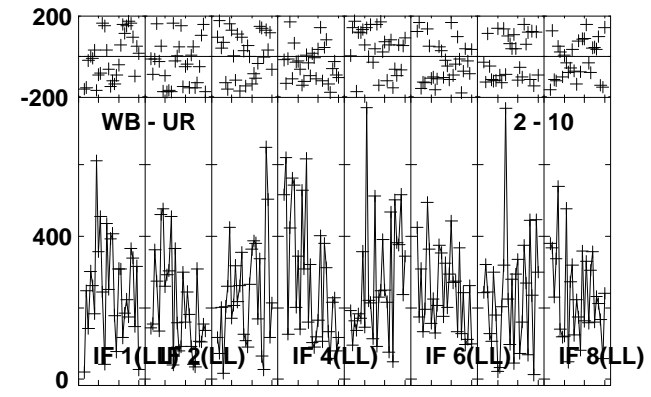 200
-200
WB - UR 2 - 10
400
0
IF 1(LL) IF 2(LL) IF 4(LL) IF 6(LL) IF 8(LL)